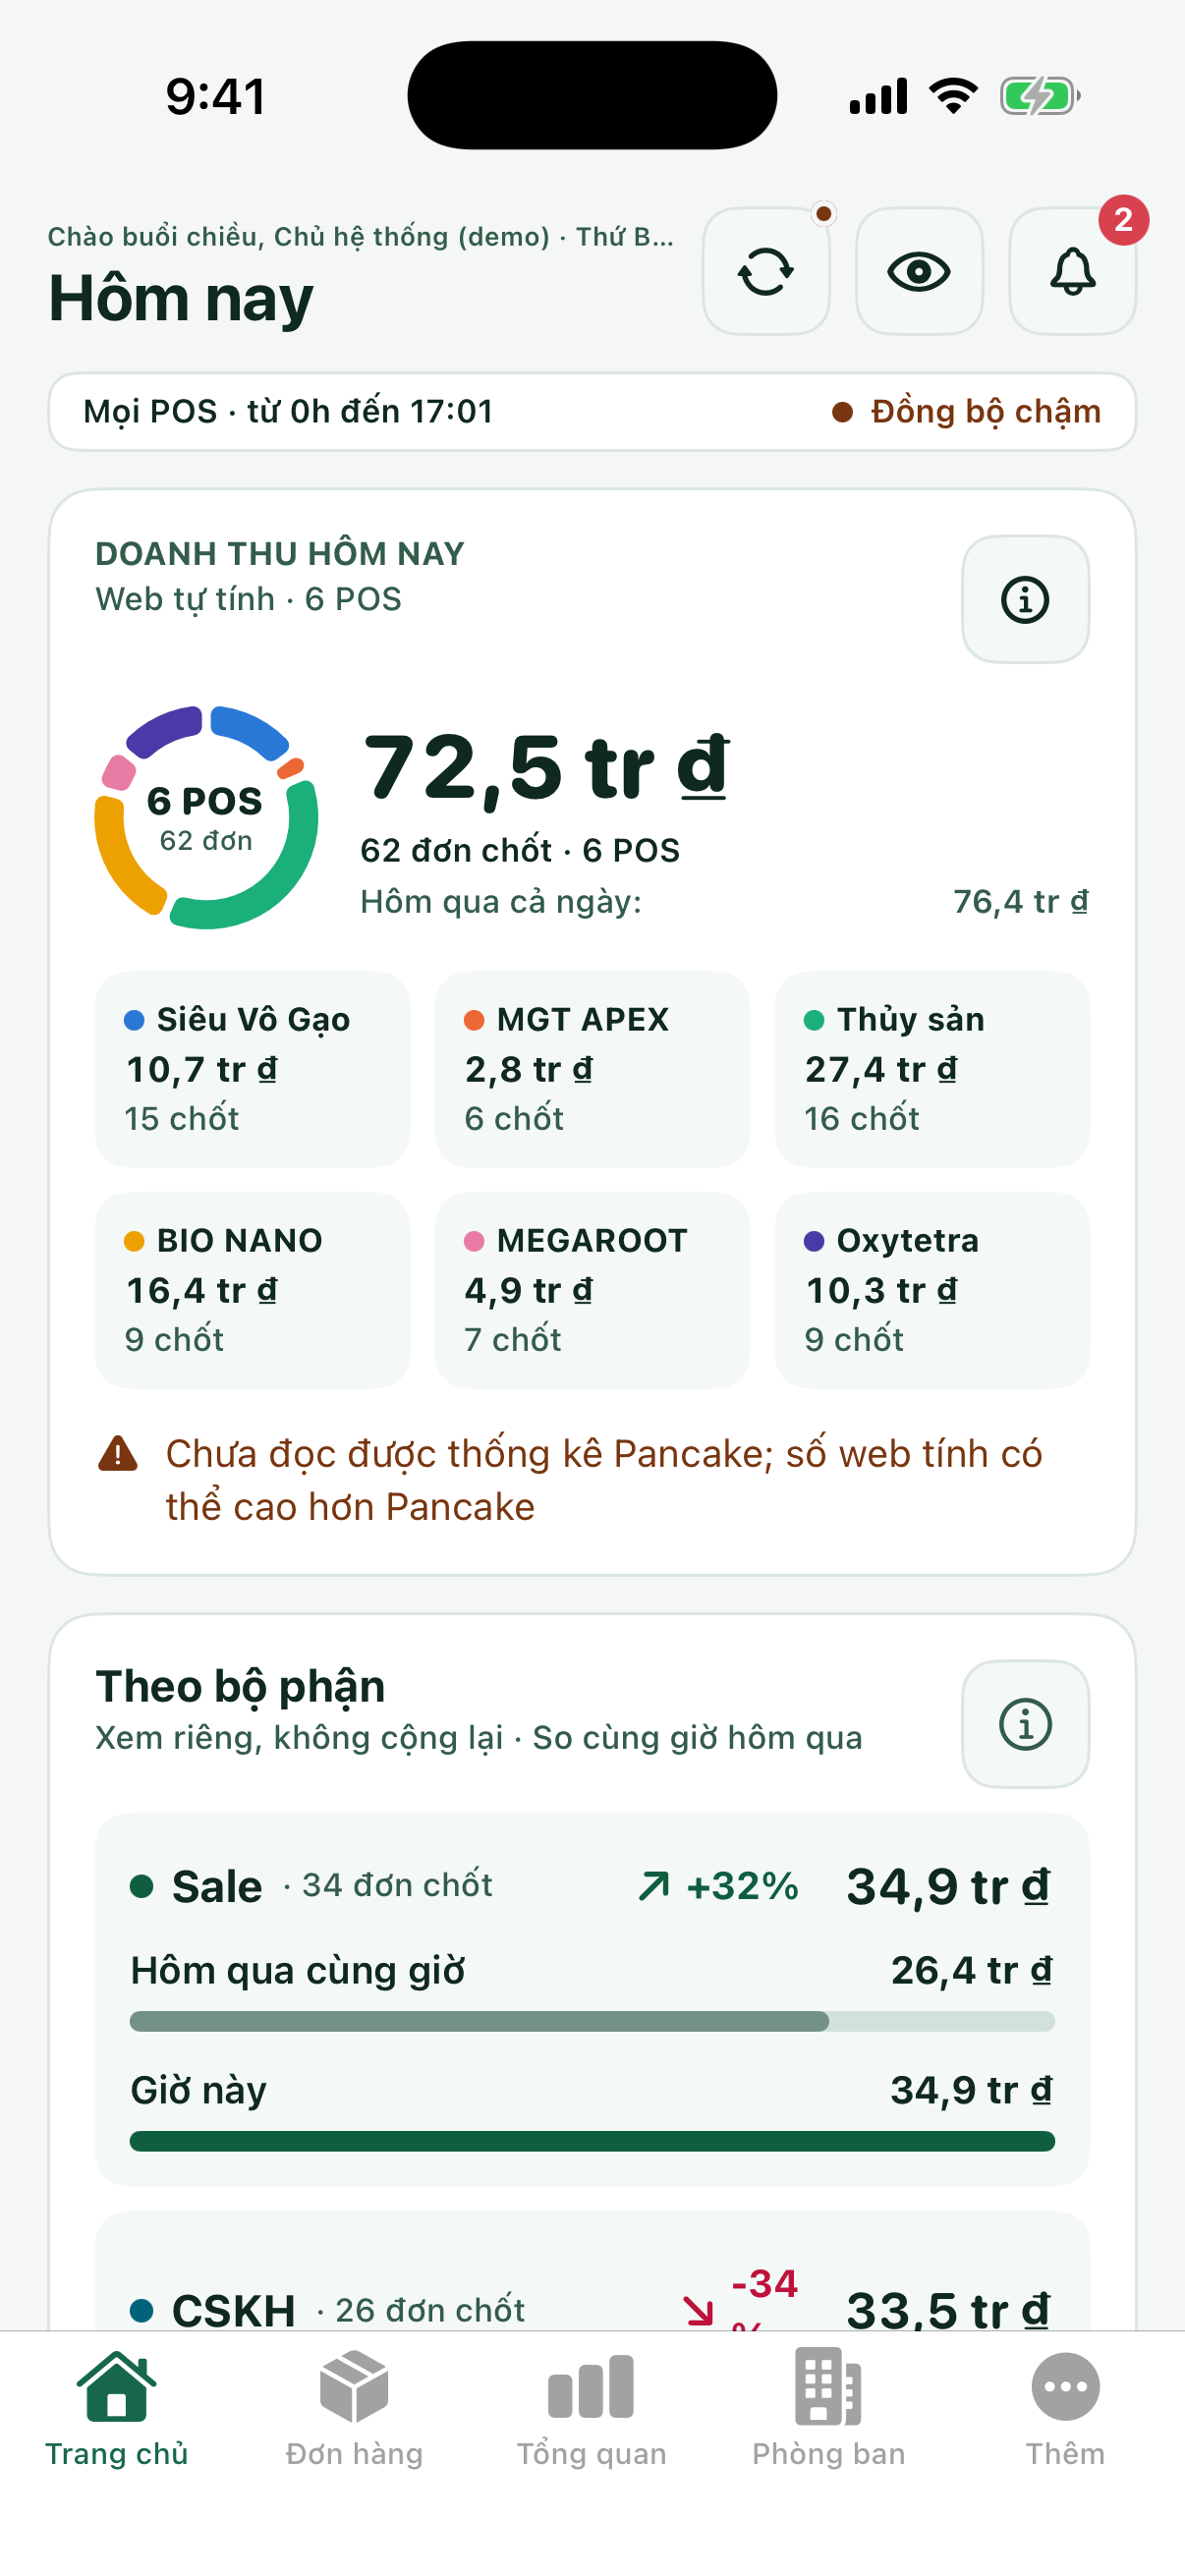 9:41
Chào buổi chiều, Chủ hệ thống (demo) · Thứ B...
Hôm nay
2
Mọi POS · từ 0h đến 17:01
Đồng bộ chậm
DOANH THU HÔM NAY
Web tự tính · 6 POS
6 POS
62 đơn
72,5 tr đ
62 đơn chốt · 6 POS
Hôm qua cả ngày: 76,4 tr đ
Siêu Vô Gạo
10,7 tr đ
15 chốt
MGT APEX
2,8 tr đ
6 chốt
Thủy sản
27,4 tr đ
16 chốt
BIO NANO
16,4 tr đ
9 chốt
MEGAROOT
4,9 tr đ
7 chốt
Oxytetra
10,3 tr đ
9 chốt
Chưa đọc được thống kê Pancake; số web tính có
thể cao hơn Pancake
Theo bộ phận
Xem riêng, không cộng lại · So cùng giờ hôm qua
Sale · 34 đơn chốt +32% 34,9 tr đ
Hôm qua cùng giờ 26,4 tr đ
Giờ này 34,9 tr đ
CSKH · 26 đơn chốt -34 33,5 tr đ
%
Trang chủ
Đơn hàng
Tổng quan
Phòng ban
Thêm